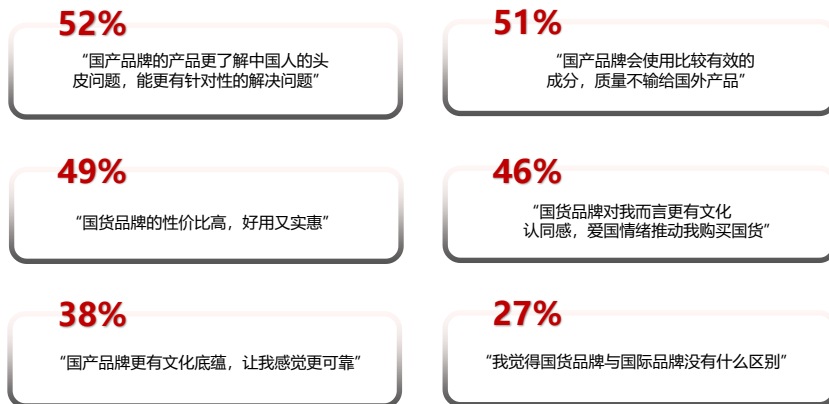 52%
“国产品牌的产品更了解中国人的头
皮问题，能更有针对性的解决问题”
51%
“国产品牌会使用比较有效的
成分，质量不输给国外产品”
49%
“国货品牌的性价比高，好用又实惠”
46%
“国货品牌对我而言更有文化
认同感，爱国情绪推动我购买国货”
38%
“国产品牌更有文化底蕴，让我感觉更可靠”
27%
“我觉得国货品牌与国际品牌没有什么区别”